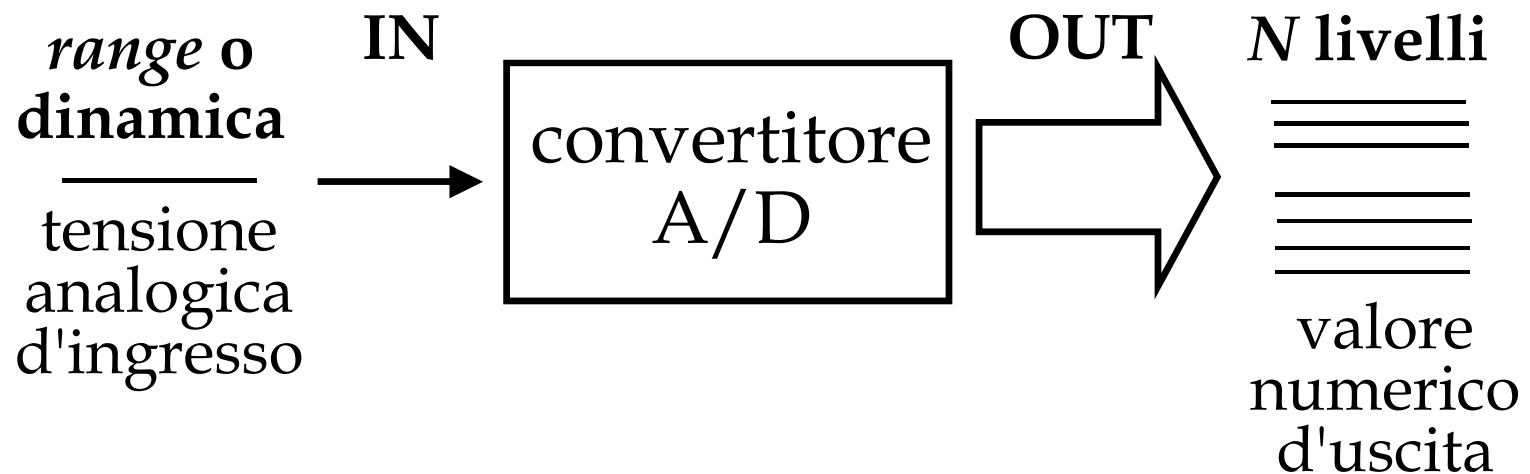 range o
dinamica
tensione
analogica
d'ingresso
IN
convertitore
A/D
OUT
N livelli
valore
numerico
d'uscita